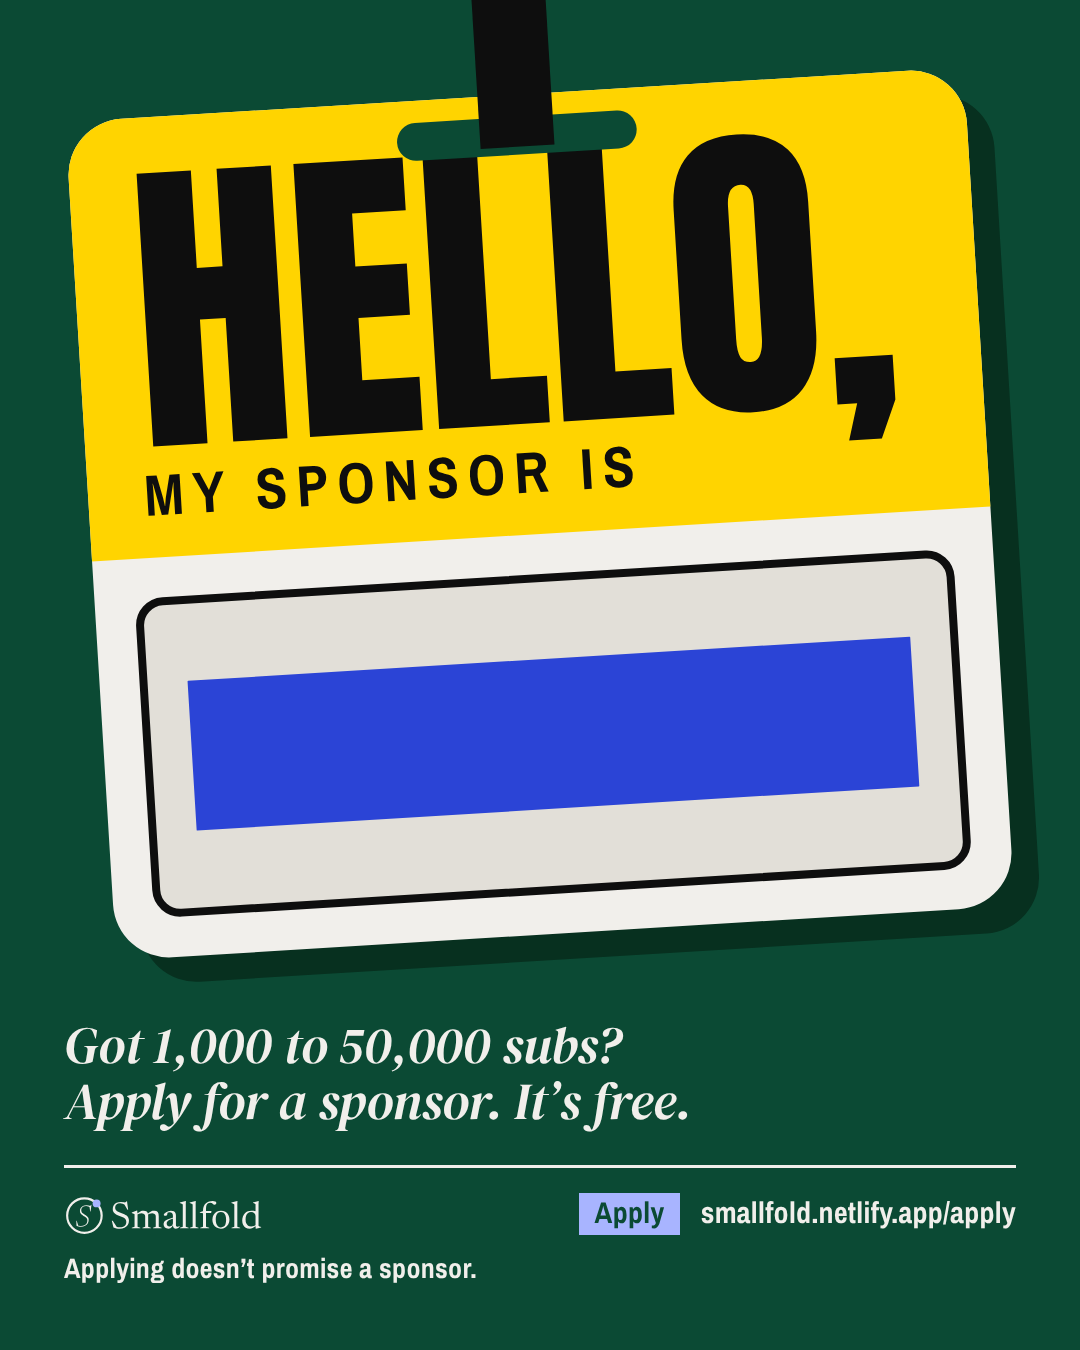 HELLO,
MY SPONSOR IS
Got 1,000 to 50,000 subs?
Apply for a sponsor. It’s free.
S Smallfold
Apply smallfold.netlify.app/apply
Applying doesn’t promise a sponsor.